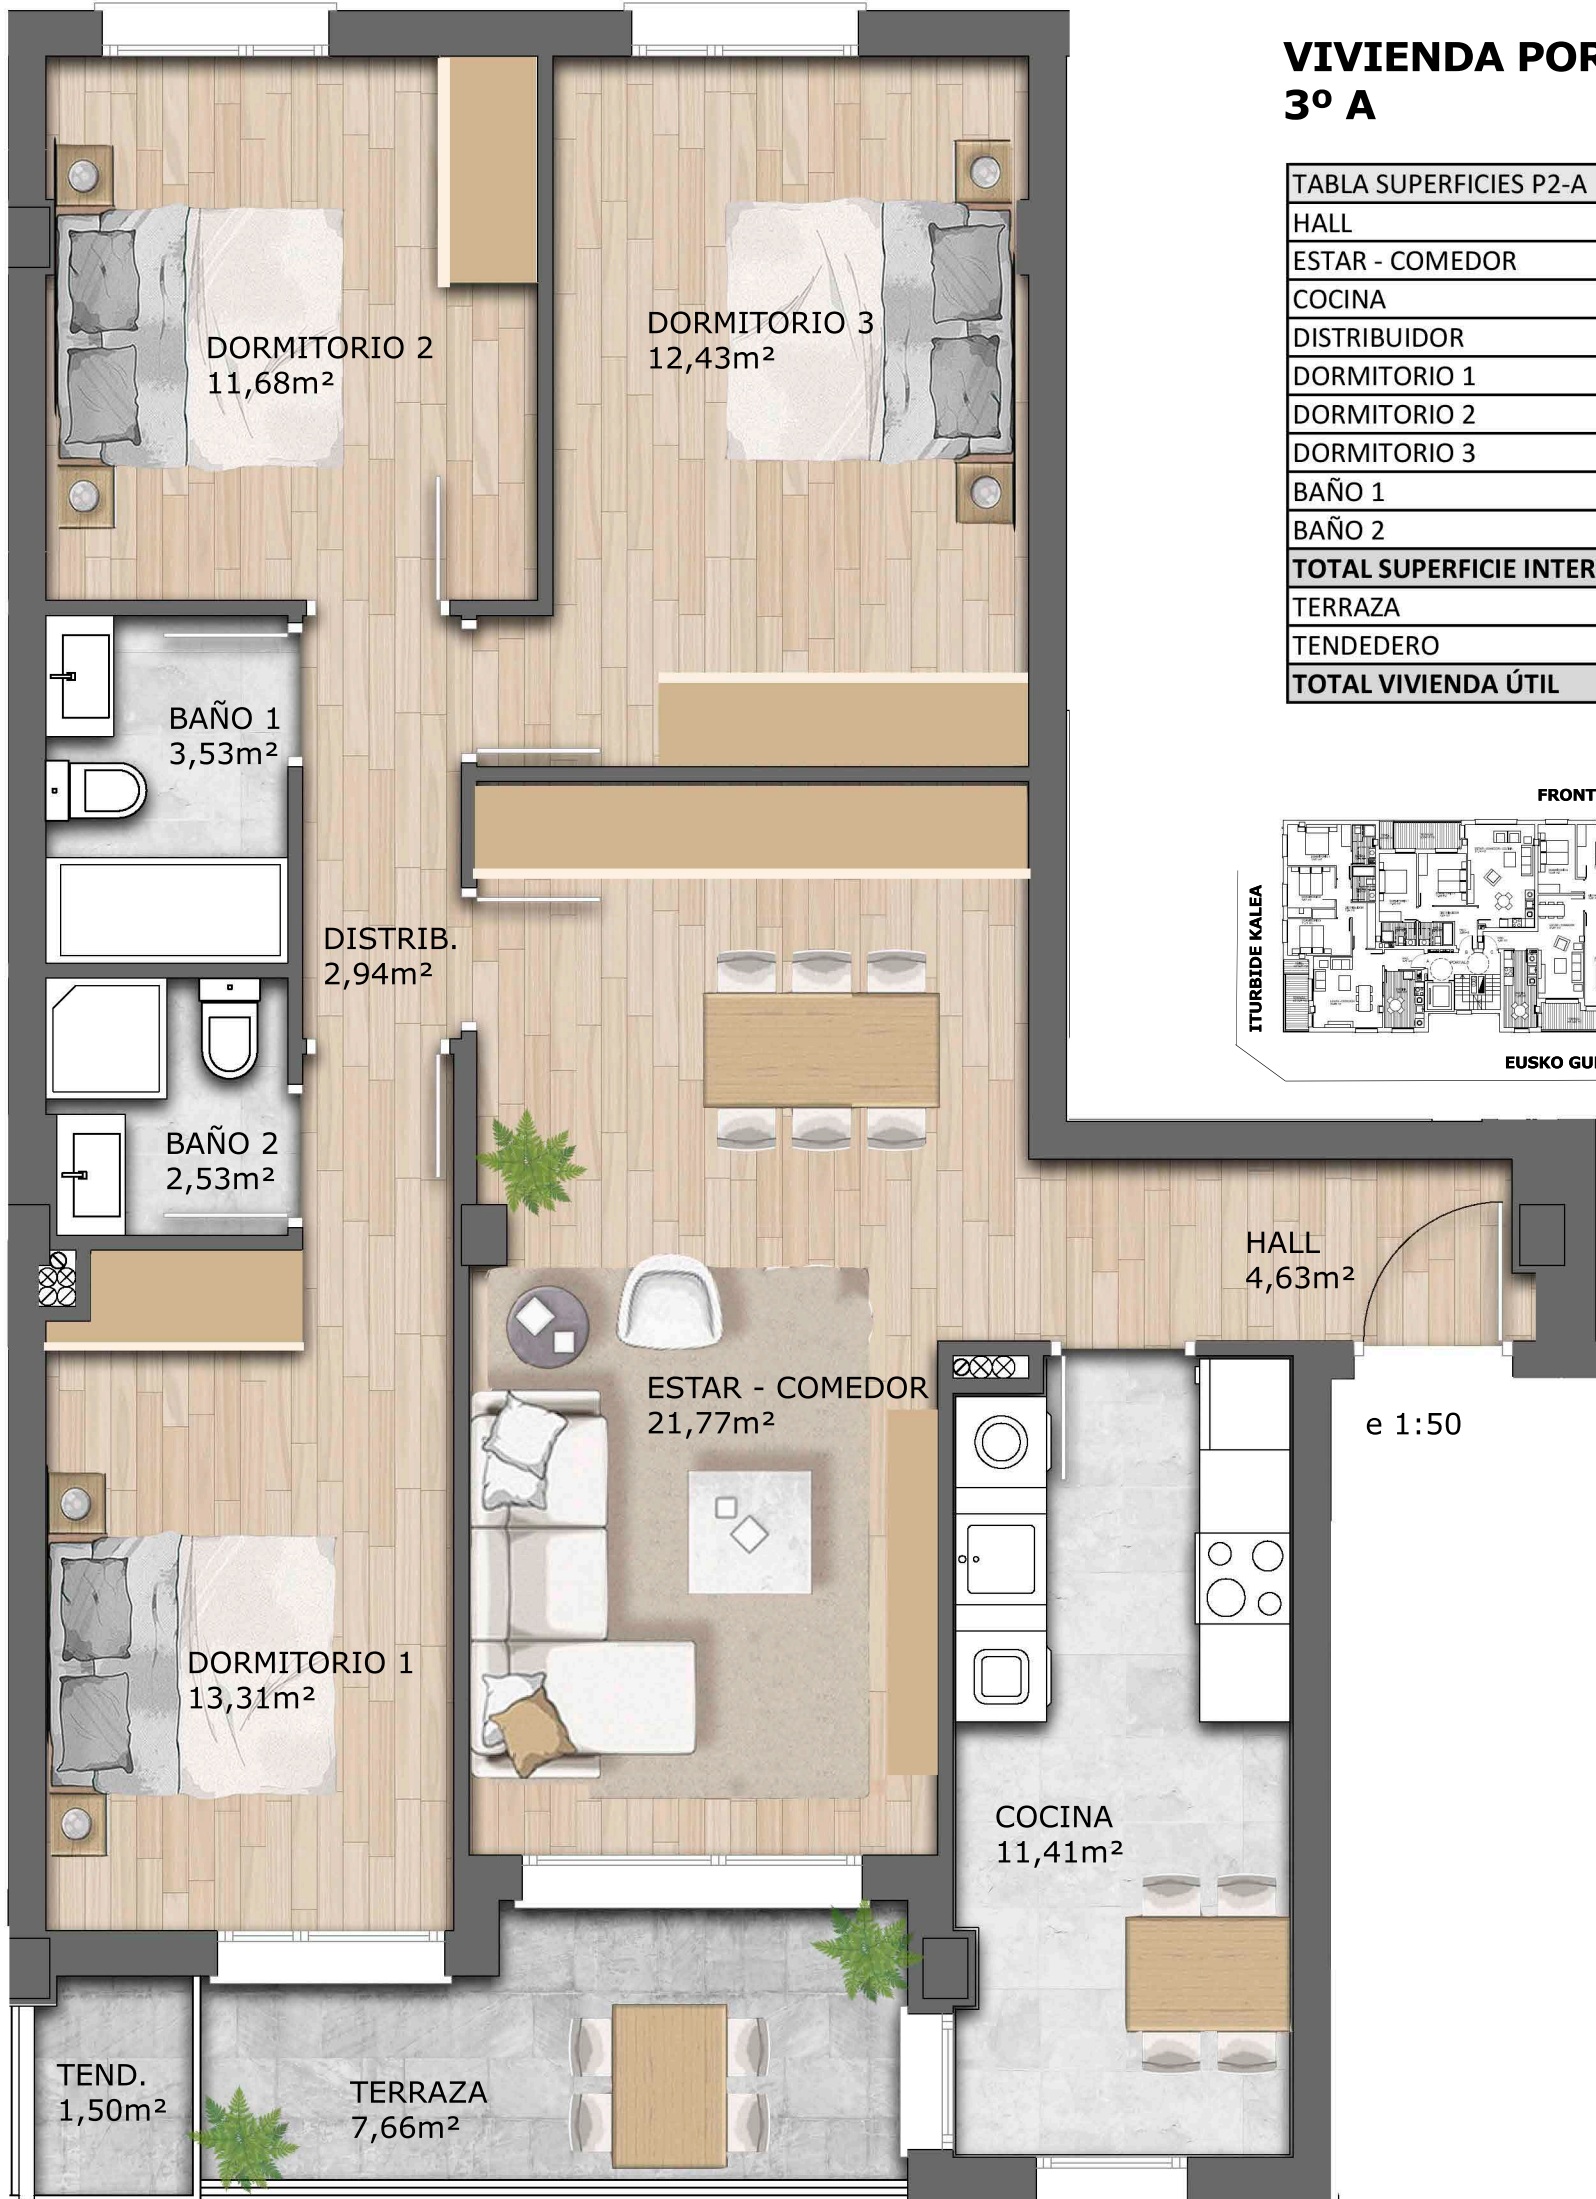 VIVIENDA POR
3º A
TABLA SUPERFICIES P2-A
HALL
ESTAR - COMEDOR
COCINA
DISTRIBUIDOR
DORMITORIO 1
DORMITORIO 2
DORMITORIO 3
BAÑO 1
BAÑO 2
TOTAL SUPERFICIE INTER
TERRAZA
TENDEDERO
TOTAL VIVIENDA ÚTIL
DORMITORIO 2
11,68m²
DORMITORIO 3
12,43m²
BAÑO 1
3,53m²
FRONT
ITURBIDE KALEA
EUSKO GU
DISTRIB.
2,94m²
BAÑO 2
2,53m²
HALL
4,63m²
ESTAR - COMEDOR
21,77m²
e 1:50
DORMITORIO 1
13,31m²
COCINA
11,41m²
TEND.
1,50m²
TERRAZA
7,66m²